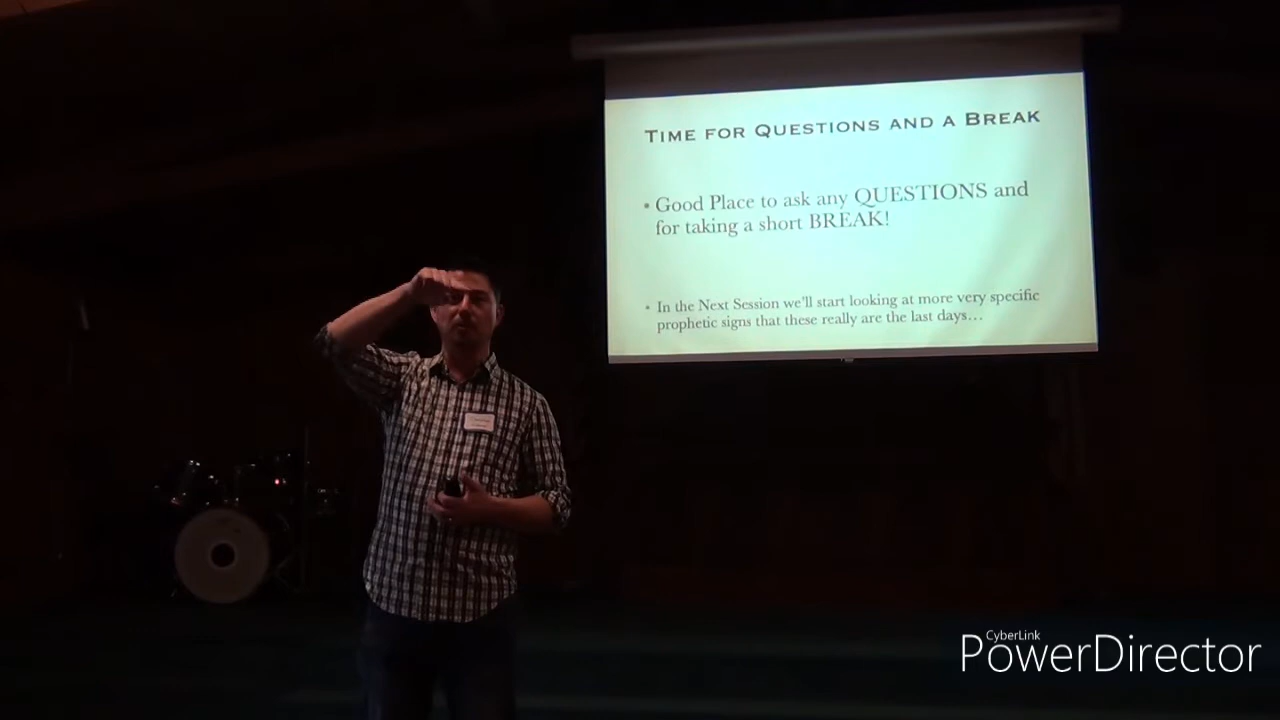 TIME FOR QUESTIONS AND A BREAK
• Good Place to ask any QUESTIONS and
for taking a short BREAK!
• In the Next Session we'll start looking at more very specific
prophetic signs that these really are the last days…
CyberLink
PowerDirector